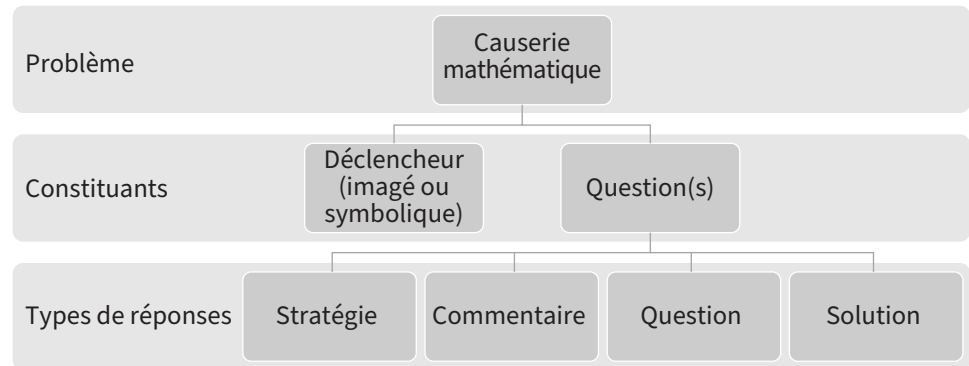 Problème
Causerie
mathématique
Constituants
Déclencheur
(imagé ou
symbolique)
Question(s)
Types de réponses
Stratégie
Commentaire
Question
Solution